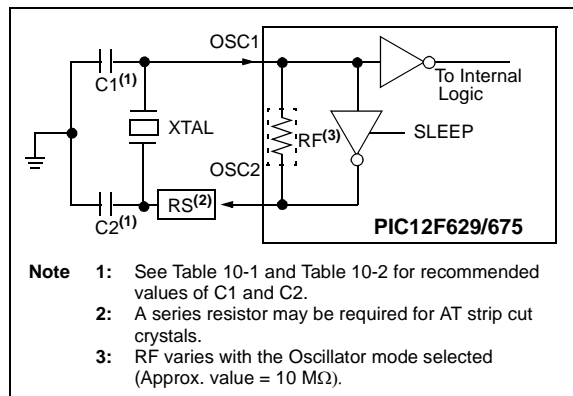 OSC1
C1(1)
To Internal
Logic
XTAL
RF(3)
SLEEP
OSC2
RS(2)
C2(1)
PIC12F629/675
Note 1: See Table 10-1 and Table 10-2 for recommended
values of C1 and C2.
2: A series resistor may be required for AT strip cut
crystals.
3: RF varies with the Oscillator mode selected
(Approx. value = 10 MΩ).